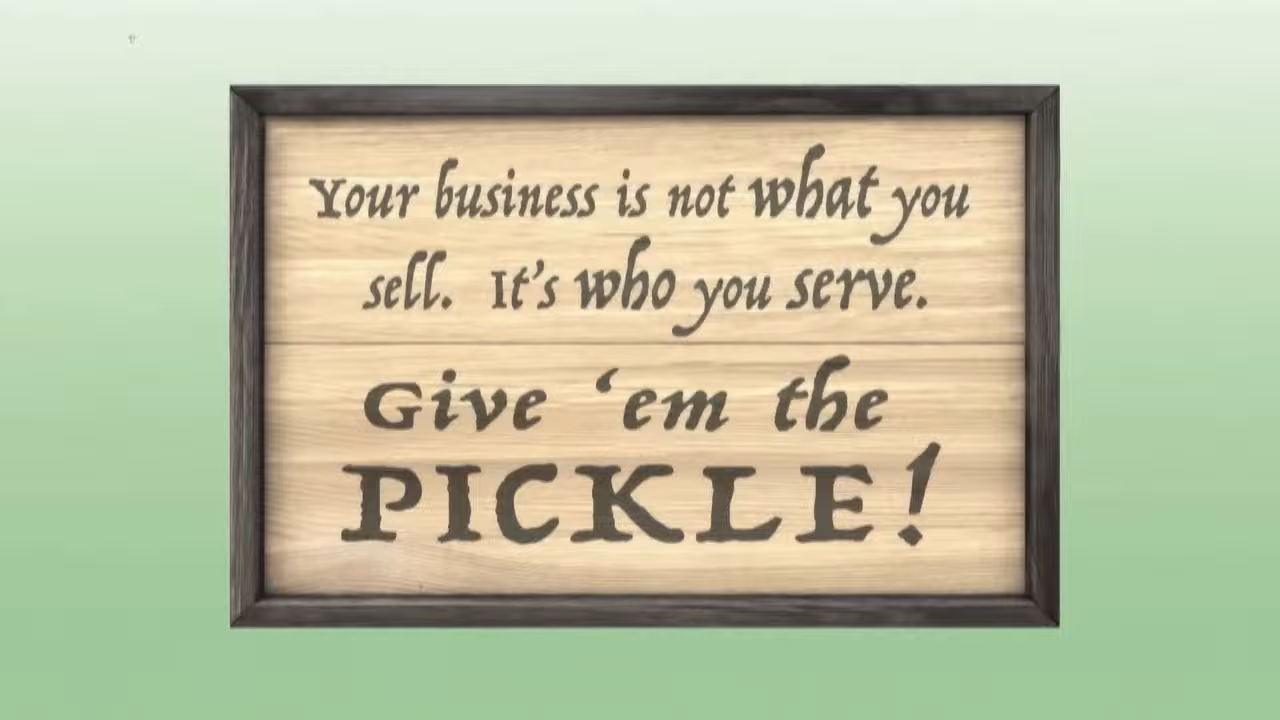 Your business is not what you
sell. It's who you serve.
Give ‘em the
PICKLE!